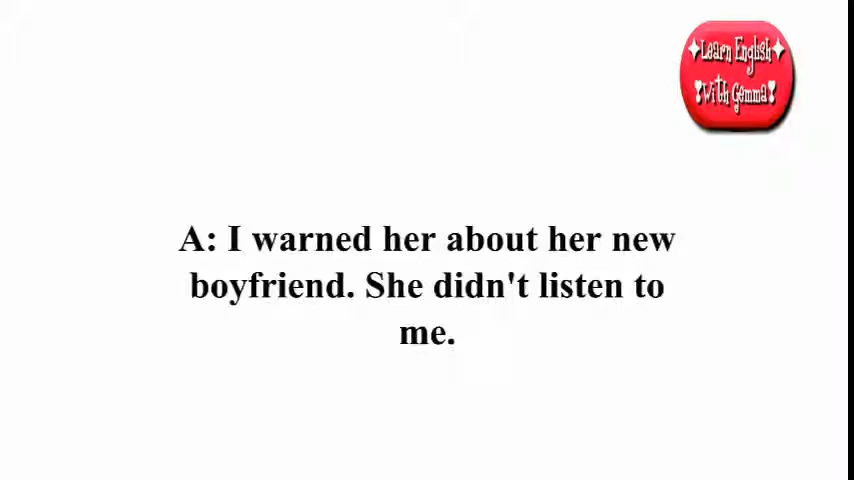 ✦Learn English✦
❣With Gemma❣
A: I warned her about her new
boyfriend. She didn't listen to
me.